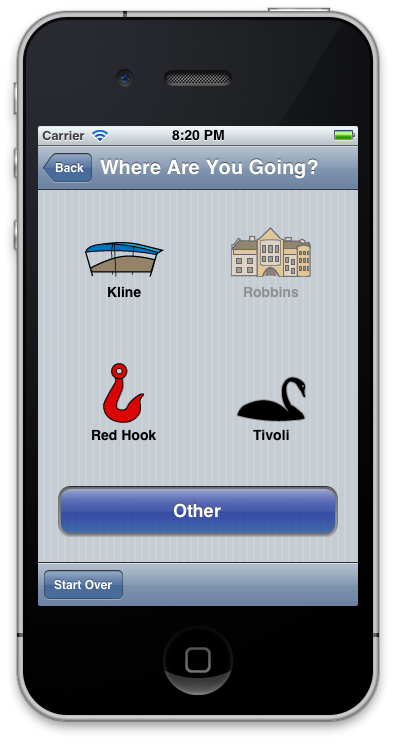 Carrier 8:20 PM
Back Where Are You Going?
Kline Robbins
Red Hook Tivoli
Other
Start Over